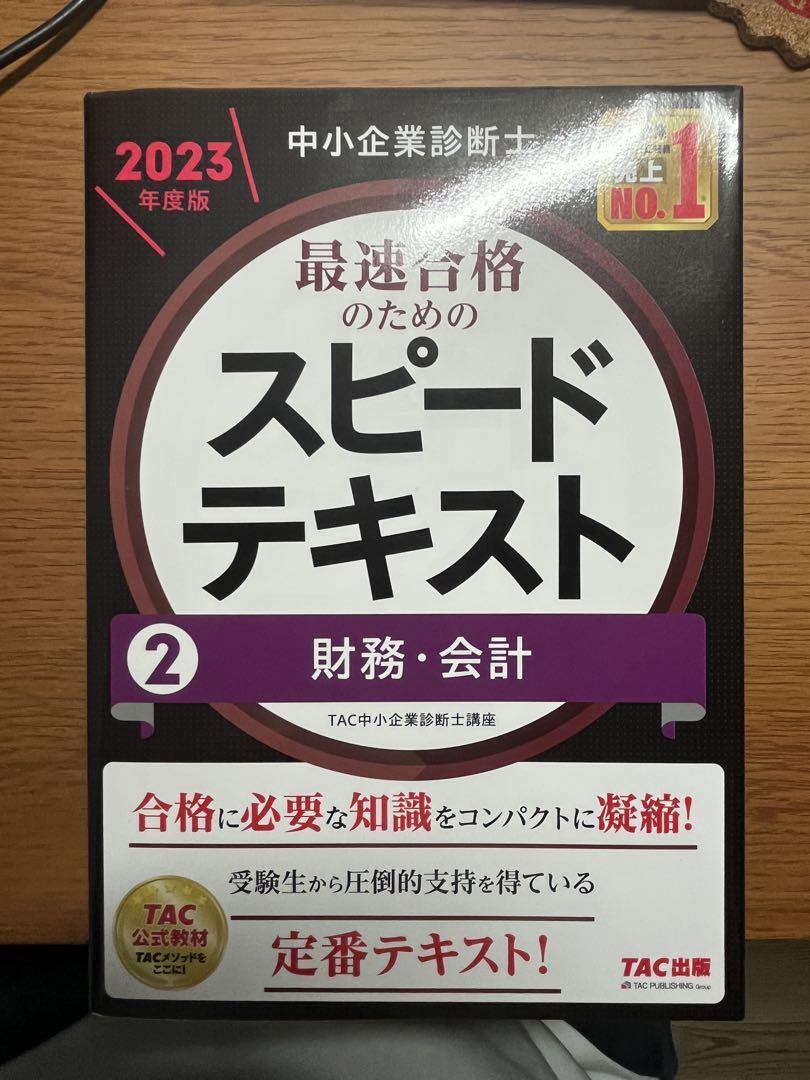 2023
年度版
中小企業診断士
売上
NO.1
最速合格
のための
スピード
テキスト
2
財務・会計
TAC中小企業診断士講座
合格に必要な知識をコンパクトに凝縮!
受験生から圧倒的支持を得ている
定番テキスト!
TAC
公式教材
TACメソッドを
ここに!
TAC出版
TAC PUBLISHING Group